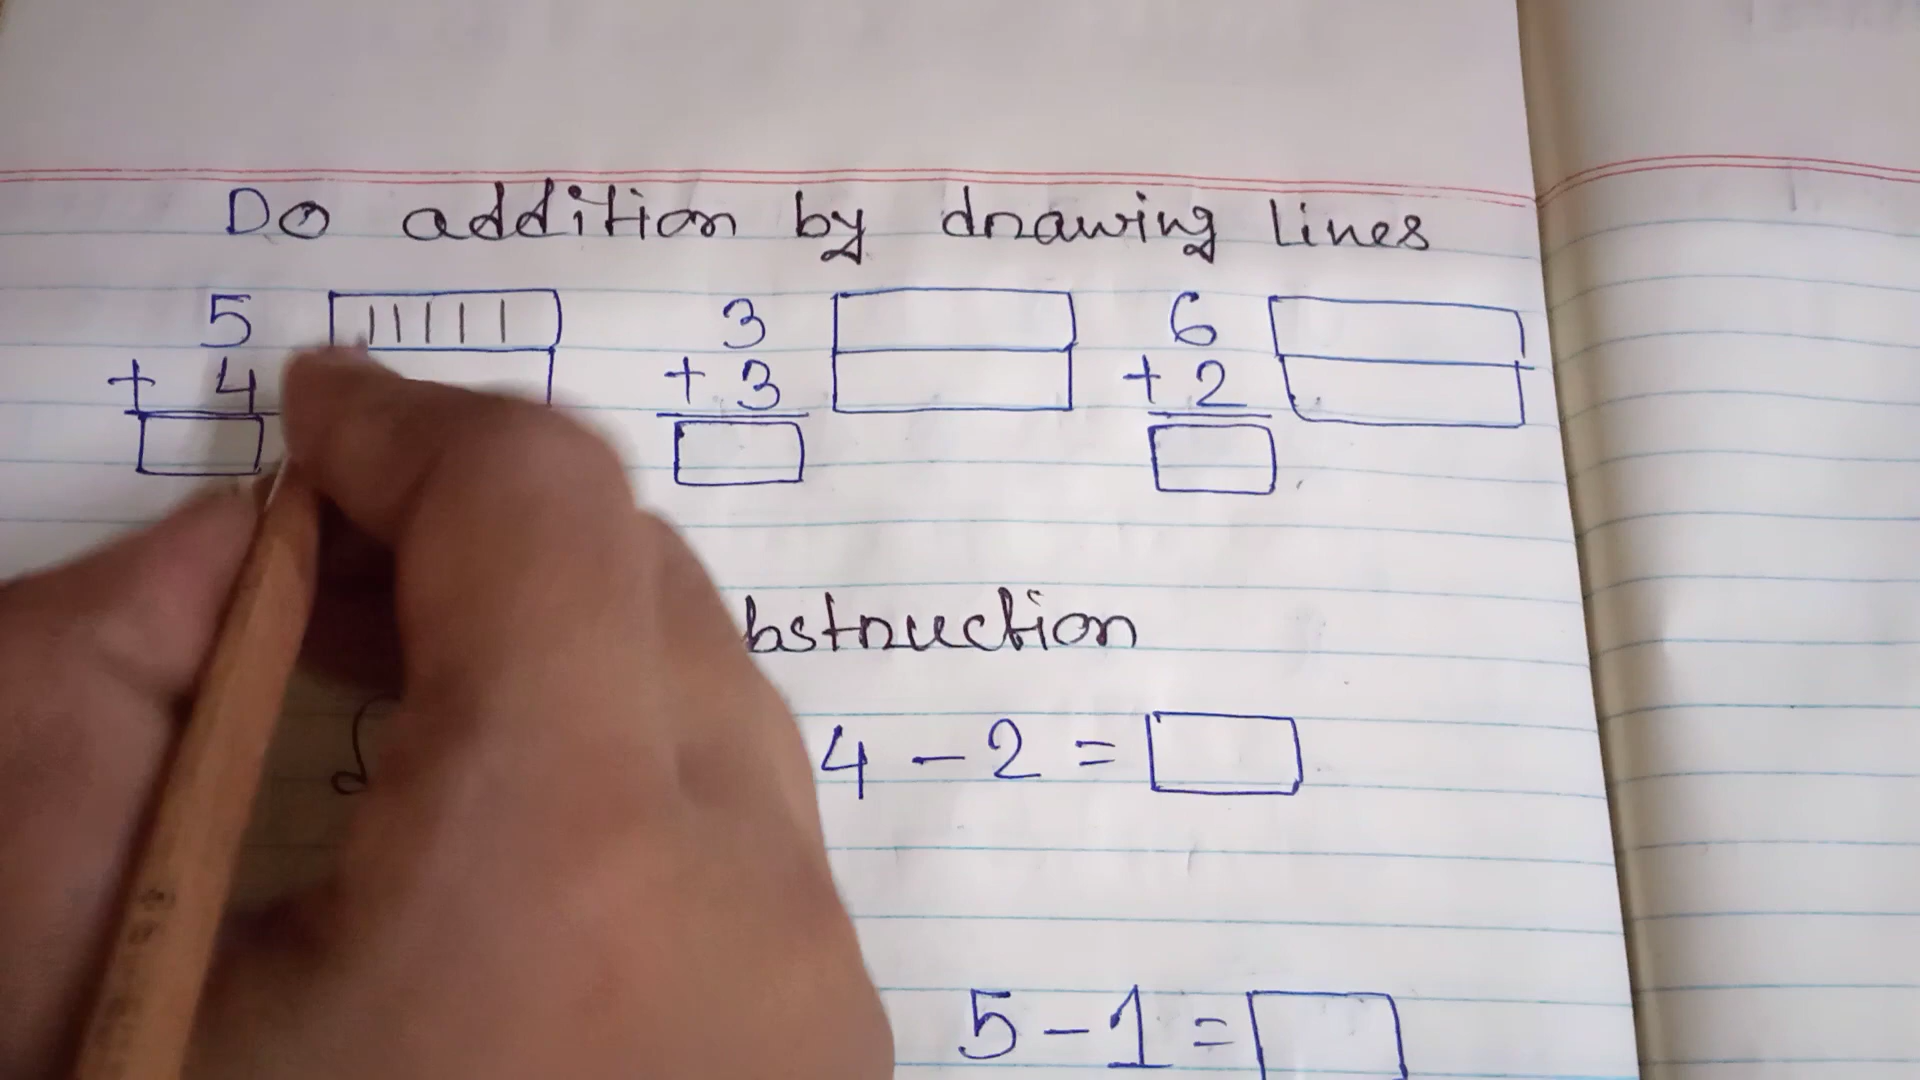 Do addition by drawing lines
5 3 6
+ 4 + 3 + 2
bstruction
4 - 2 =
5 - 1 =